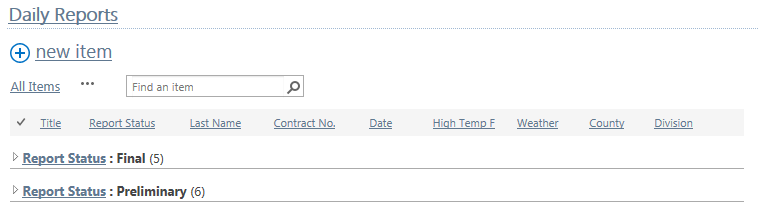 Daily Reports
new item
All Items ••• Find an item
Title Report Status Last Name Contract No. Date High Temp F Weather County Division
Report Status : Final (5)
Report Status : Preliminary (6)